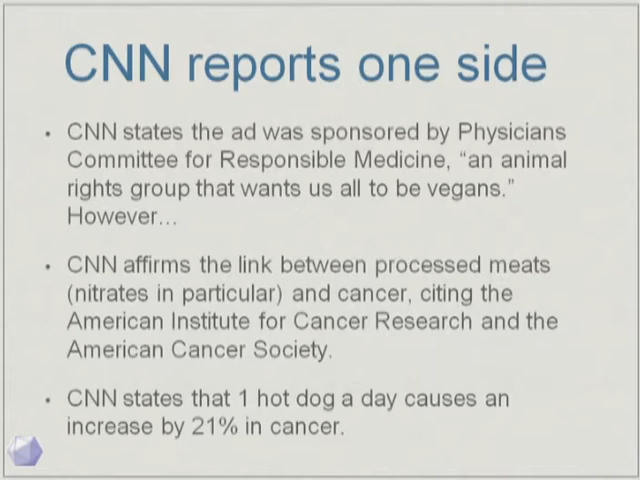 CNN reports one side
• CNN states the ad was sponsored by Physicians
Committee for Responsible Medicine, “an animal
rights group that wants us all to be vegans.”
However…
• CNN affirms the link between processed meats
(nitrates in particular) and cancer, citing the
American Institute for Cancer Research and the
American Cancer Society.
• CNN states that 1 hot dog a day causes an
increase by 21% in cancer.